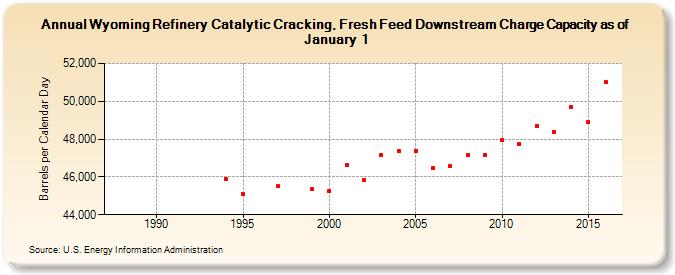 Annual Wyoming Refinery Catalytic Cracking, Fresh Feed Downstream Charge Capacity as of
January 1
Barrels per Calendar Day
52,000
50,000
48,000
46,000
44,000
1990
1995
2000
2005
2010
2015
Source: U.S. Energy Information Administration